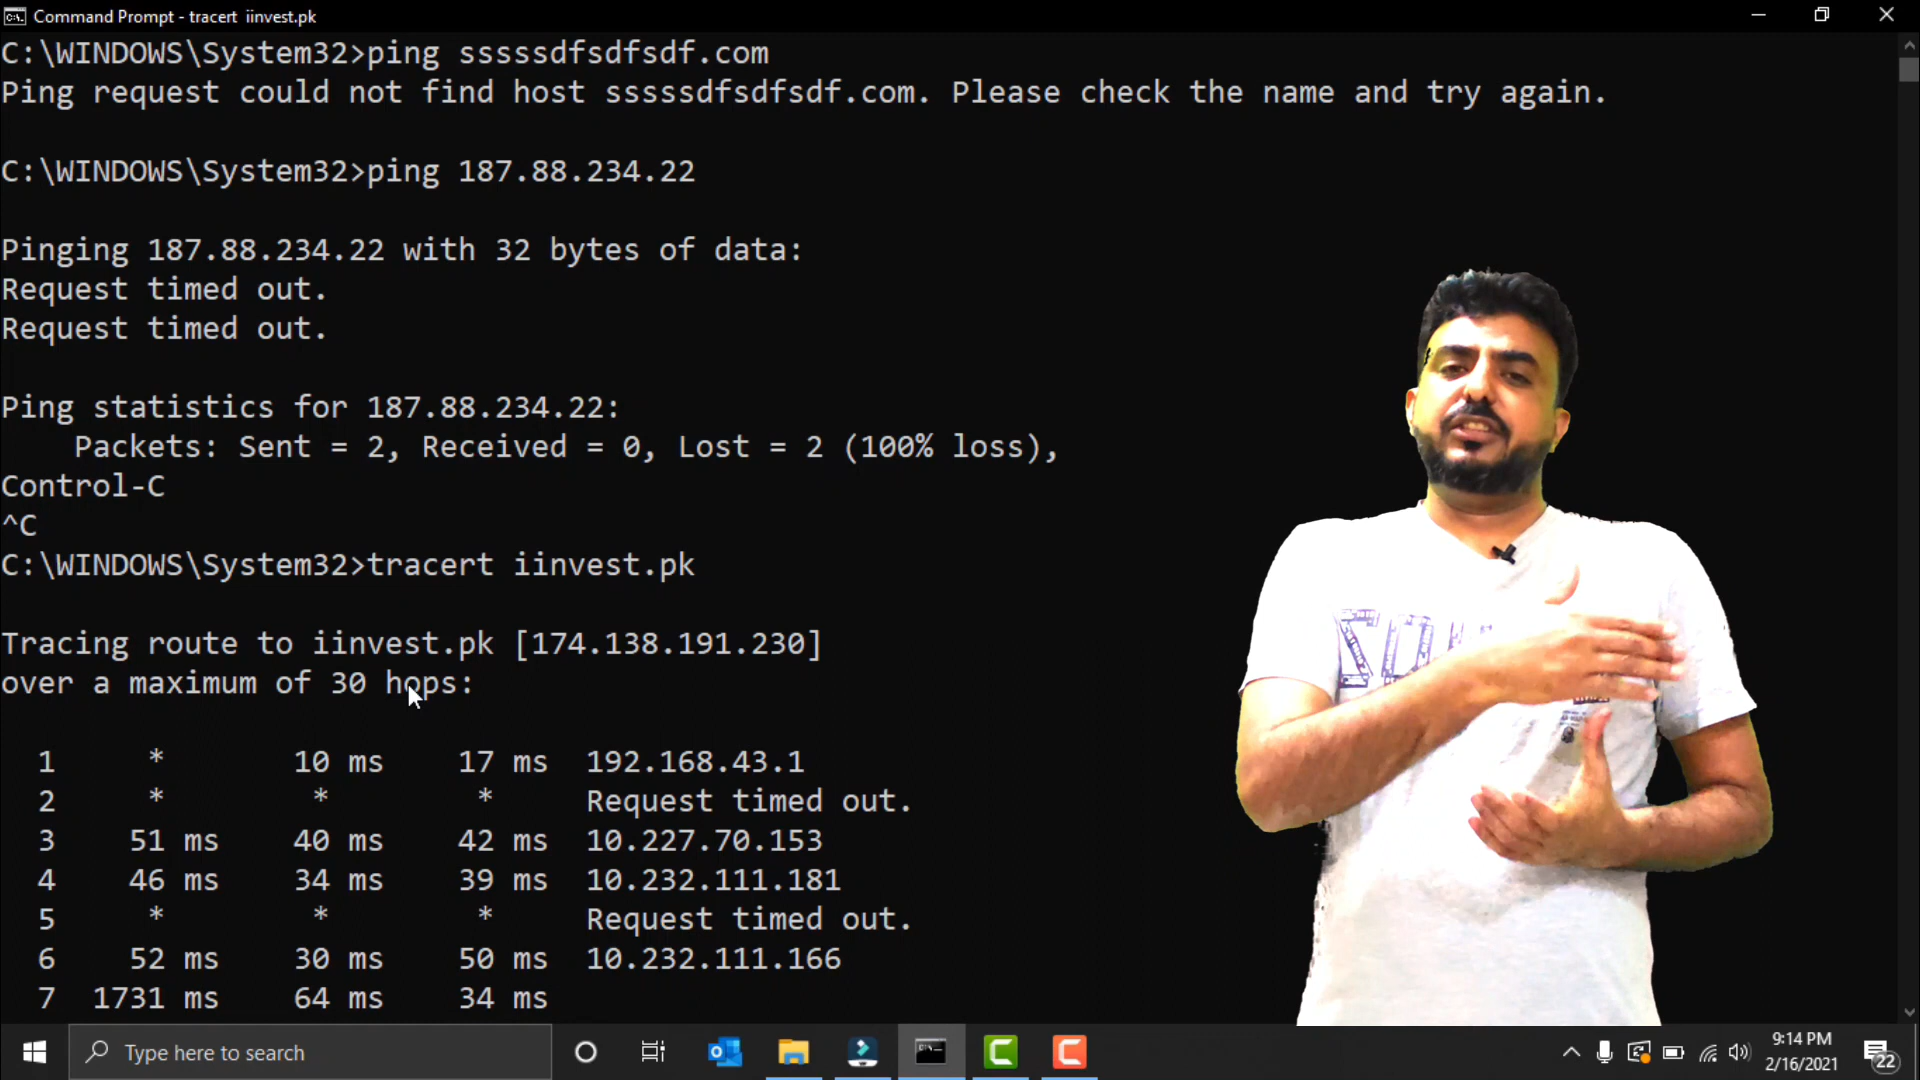 Command Prompt - tracert  iinvest.pk
C:\WINDOWS\System32>ping sssssdfsdfsdf.com
Ping request could not find host sssssdfsdfsdf.com. Please check the name and try again.
C:\WINDOWS\System32>ping 187.88.234.22
Pinging 187.88.234.22 with 32 bytes of data:
Request timed out.
Request timed out.
Ping statistics for 187.88.234.22:
    Packets: Sent = 2, Received = 0, Lost = 2 (100% loss),
Control-C
^C
C:\WINDOWS\System32>tracert iinvest.pk
Tracing route to iinvest.pk [174.138.191.230]
over a maximum of 30 hops:
  1     *       10 ms    17 ms  192.168.43.1
  2     *        *        *     Request timed out.
  3    51 ms    40 ms    42 ms  10.227.70.153
  4    46 ms    34 ms    39 ms  10.232.111.181
  5     *        *        *     Request timed out.
  6    52 ms    30 ms    50 ms  10.232.111.166
  7  1731 ms    64 ms    34 ms
Type here to search
9:14 PM
2/16/2021
22